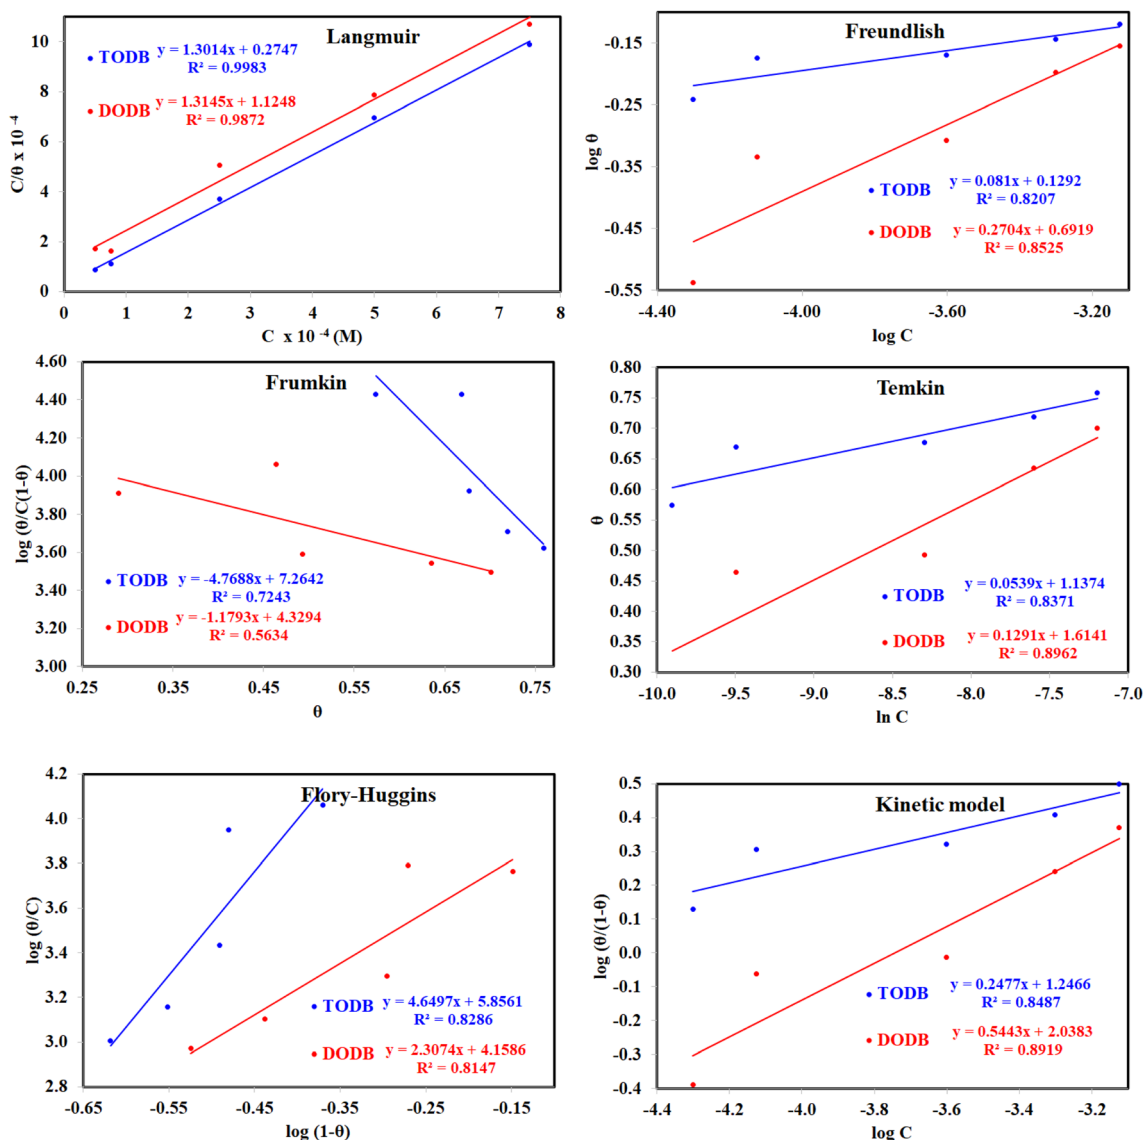 Langmuir
TODB y = 1.3014x + 0.2747
R² = 0.9983
DODB y = 1.3145x + 1.1248
R² = 0.9872
C/θ x 10 -4
10
8
6
4
2
0
0 1 2 3 4 5 6 7 8
C x 10 -4 (M)
Freundlish
log θ
-0.15
-0.25
-0.35
-0.45
-0.55
TODB y = 0.081x + 0.1292
R² = 0.8207
DODB y = 0.2704x + 0.6919
R² = 0.8525
-4.40 -4.00 -3.60 -3.20
log C
Frumkin
log (θ/C(1-θ)
4.60
4.40
4.20
4.00
3.80
3.60
3.40
3.20
3.00
TODB y = -4.7688x + 7.2642
R² = 0.7243
DODB y = -1.1793x + 4.3294
R² = 0.5634
0.25 0.35 0.45 0.55 0.65 0.75
θ
Temkin
θ
0.80
0.75
0.70
0.65
0.60
0.55
0.50
0.45
0.40
0.35
0.30
TODB y = 0.0539x + 1.1374
R² = 0.8371
DODB y = 0.1291x + 1.6141
R² = 0.8962
-10.0 -9.5 -9.0 -8.5 -8.0 -7.5 -7.0
ln C
Flory-Huggins
log (θ/C)
4.2
4.0
3.8
3.6
3.4
3.2
3.0
2.8
TODB y = 4.6497x + 5.8561
R² = 0.8286
DODB y = 2.3074x + 4.1586
R² = 0.8147
-0.65 -0.55 -0.45 -0.35 -0.25 -0.15
log (1-θ)
Kinetic model
log (θ/(1-θ)
0.5
0.4
0.3
0.2
0.1
0.0
-0.1
-0.2
-0.3
-0.4
TODB y = 0.2477x + 1.2466
R² = 0.8487
DODB y = 0.5443x + 2.0383
R² = 0.8919
-4.4 -4.2 -4.0 -3.8 -3.6 -3.4 -3.2
log C